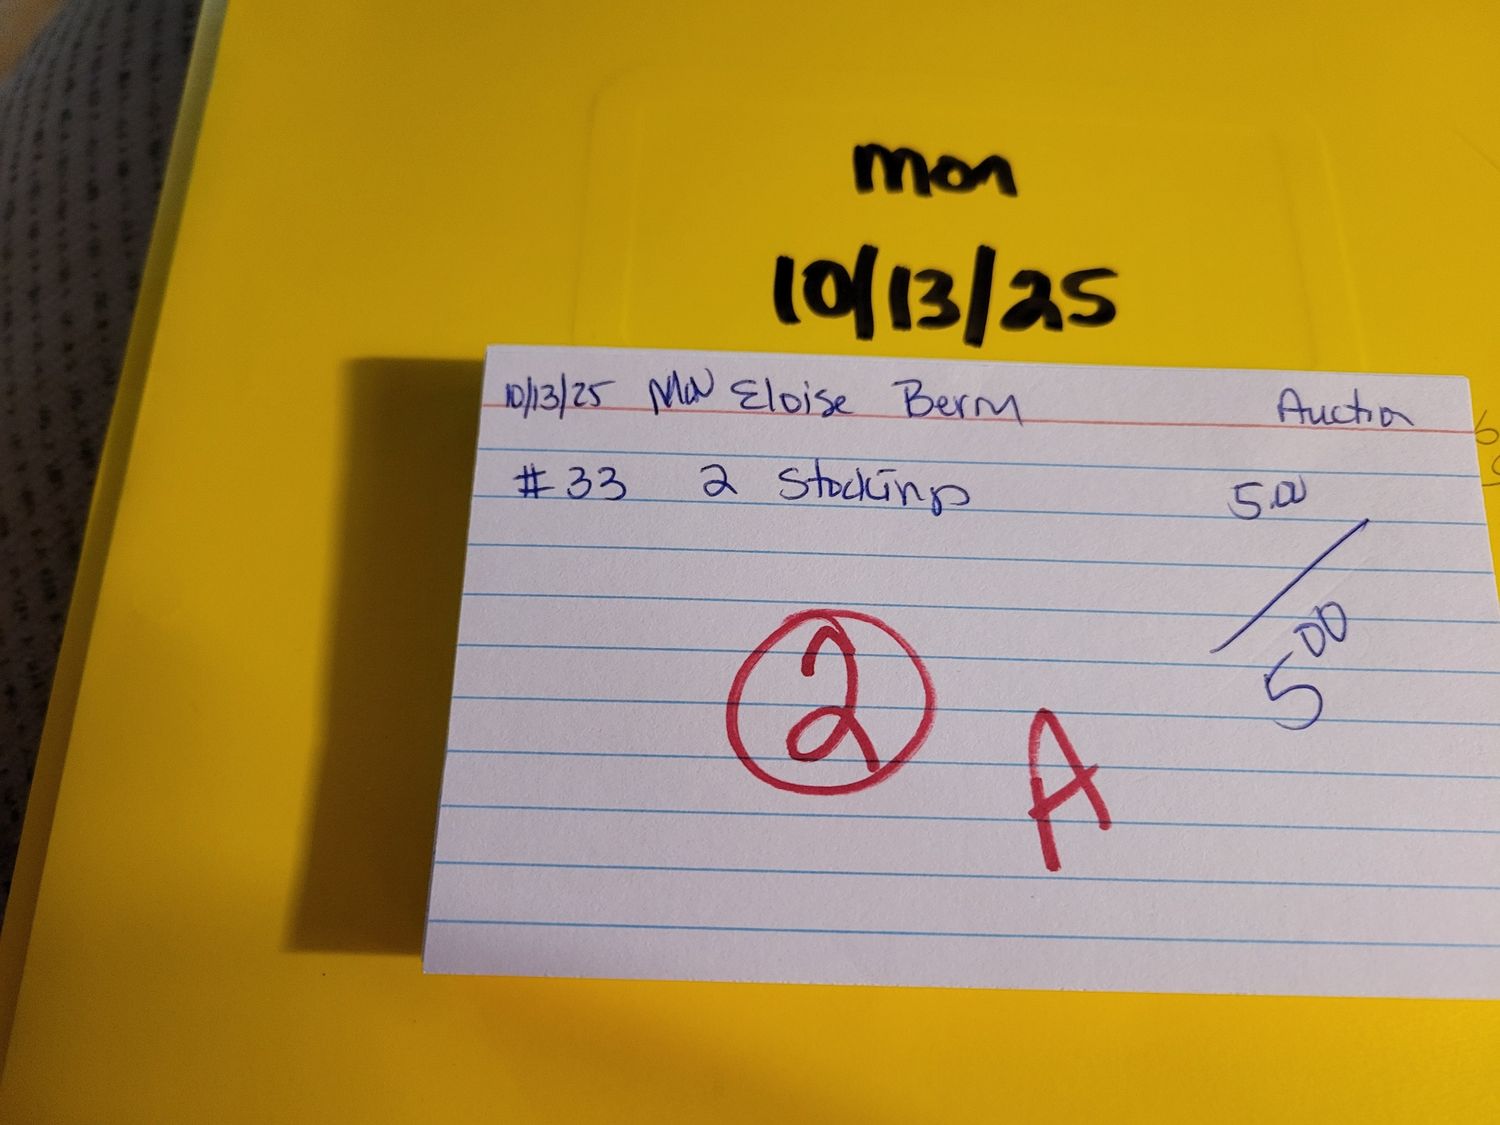 mon
10/13/25
10/13/25 Mon Eloise Berm Auction
#33 2 Stockings 5.00
5.00
2
A